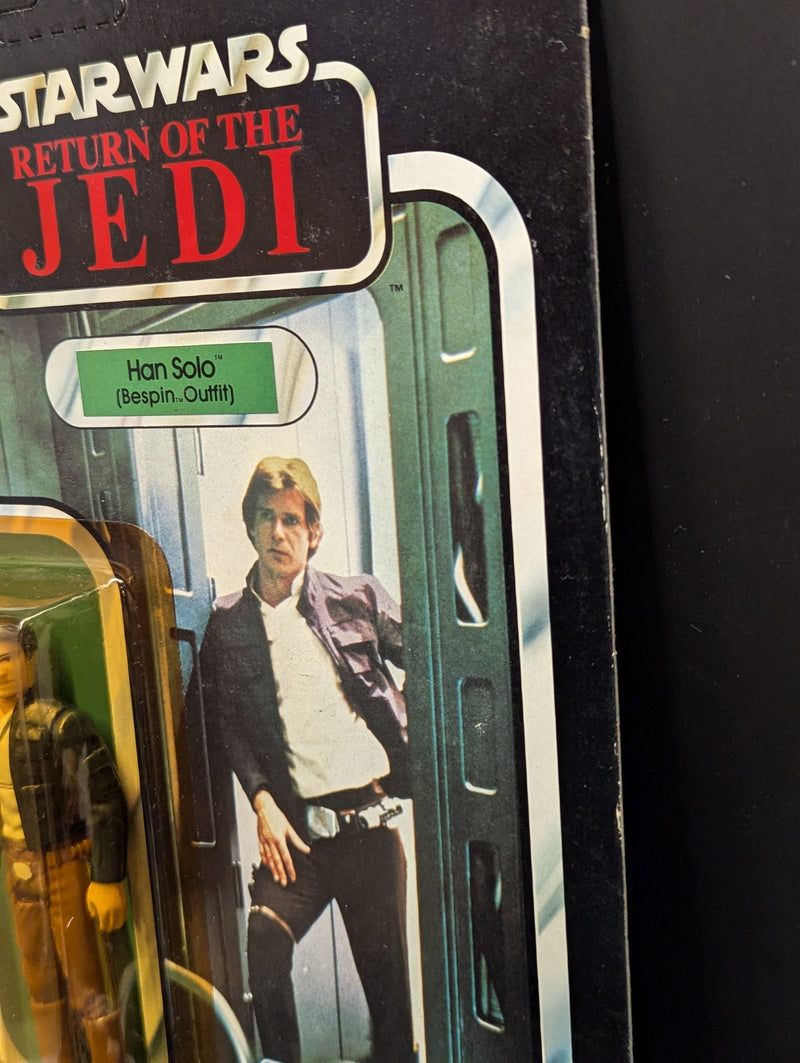 STAR WARS
RETURN OF THE
JEDI
TM
Han Solo™
(Bespin™ Outfit)